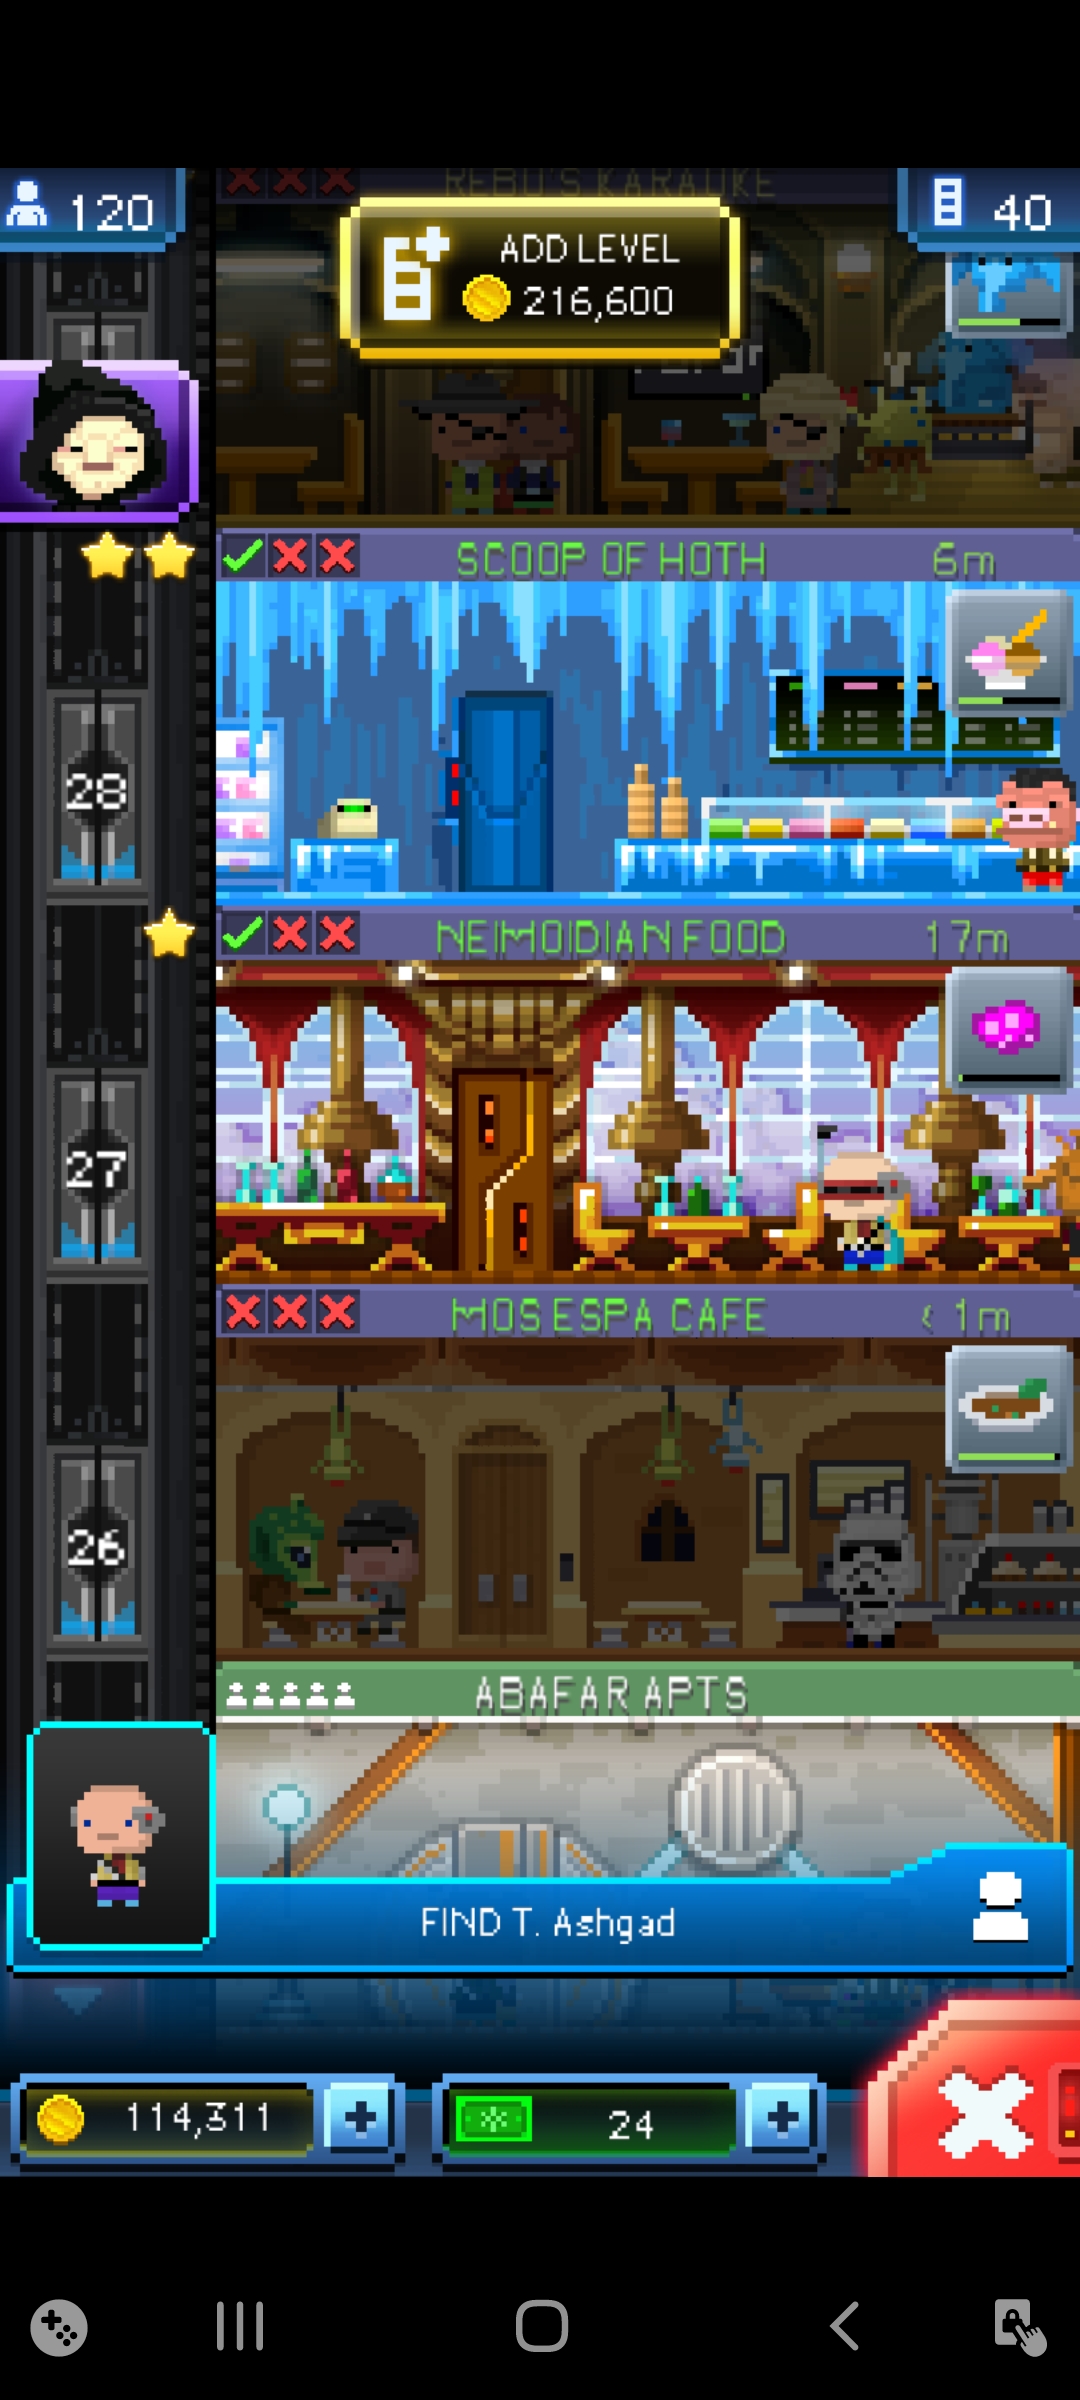 120
REBO'S KARAOKE
40
ADD LEVEL
216,600
SCOOP OF HOTH 6m
28
NEIMOIDIAN FOOD 17m
27
MOS ESPA CAFE < 1m
26
ABAFAR APTS
FIND T. Ashgad
114,311
24